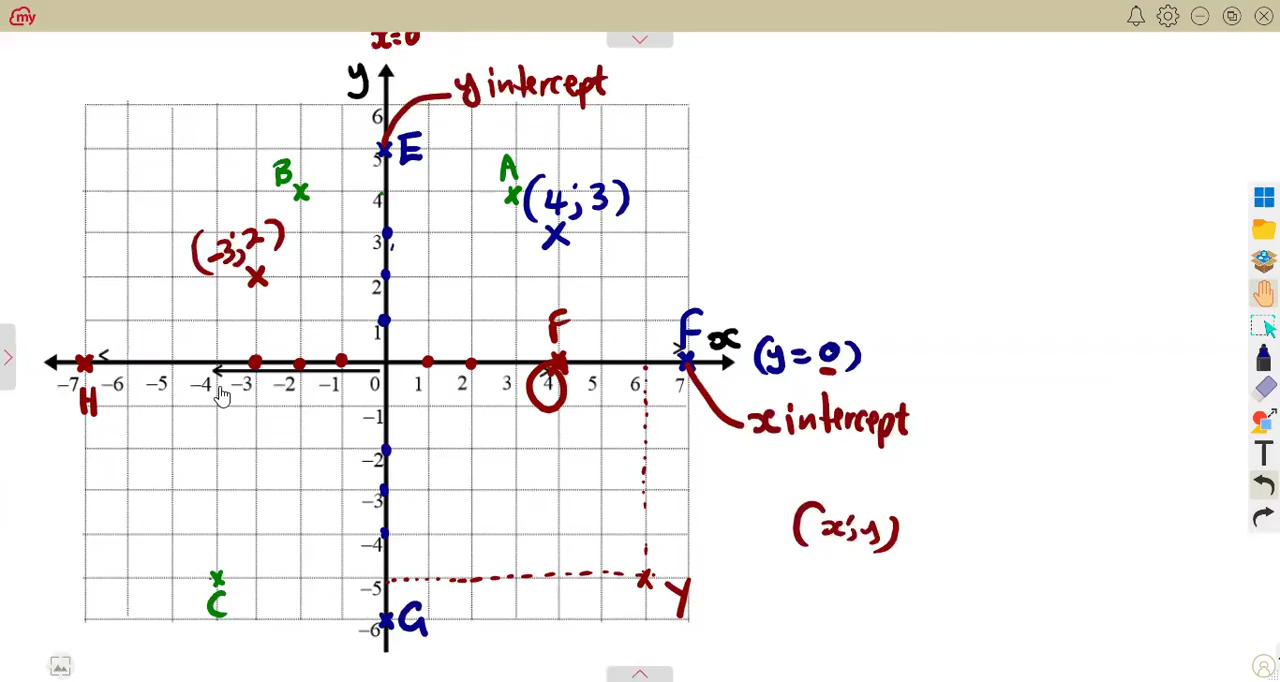 my
x=0
y
y intercept
6
E
5
B
A
4
(4;3)
3
(-3;2)
2
F
F
x
1
(y=0)
-7 -6 -5 -4 -3 -2 -1 0 1 2 3 4 5 6 7
H
-1
x intercept
-2
-3
(x;y)
-4
-5
C
Y
G
-6
T